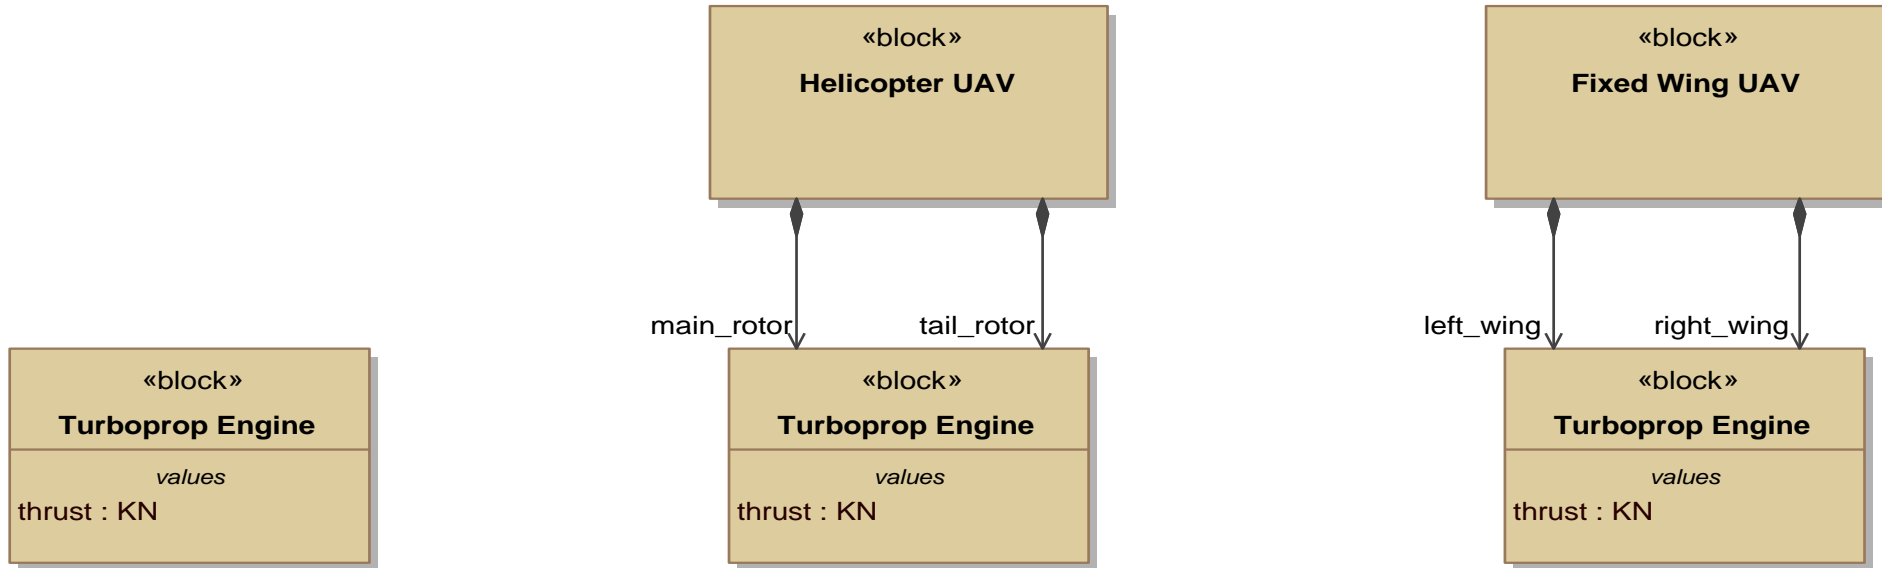 «block»
Helicopter UAV
«block»
Fixed Wing UAV
main_rotor
tail_rotor
left_wing
right_wing
«block»
Turboprop Engine
values
thrust : KN
«block»
Turboprop Engine
values
thrust : KN
«block»
Turboprop Engine
values
thrust : KN